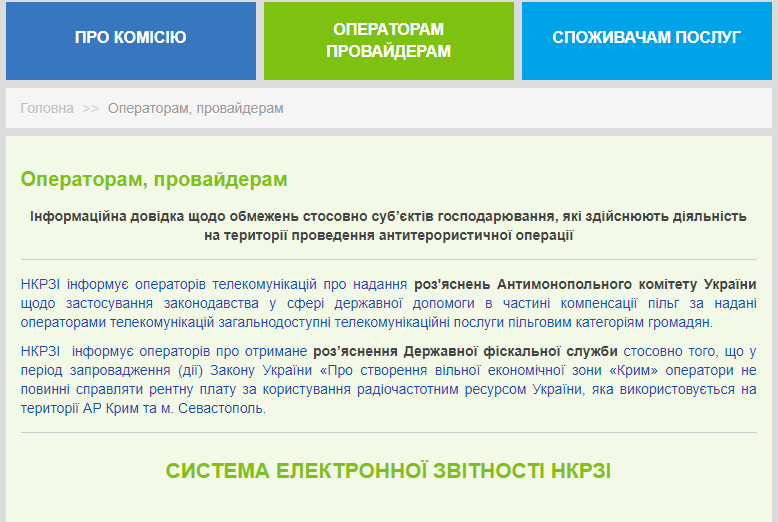 ПРО КОМІСІЮ
ОПЕРАТОРАМ
ПРОВАЙДЕРАМ
СПОЖИВАЧАМ ПОСЛУГ
Головна >> Операторам, провайдерам
Операторам, провайдерам
Інформаційна довідка щодо обмежень стосовно суб’єктів господарювання, які здійснюють діяльність
на території проведення антитерористичної операції
НКРЗІ інформує операторів телекомунікацій про надання роз'яснень Антимонопольного комітету України
щодо застосування законодавства у сфері державної допомоги в частині компенсації пільг за надані
операторами телекомунікацій загальнодоступні телекомунікаційні послуги пільговим категоріям громадян.
НКРЗІ інформує операторів про отримане роз’яснення Державної фіскальної служби стосовно того, що у
період запровадження (дії) Закону України «Про створення вільної економічної зони «Крим» оператори не
повинні справляти рентну плату за користування радіочастотним ресурсом України, яка використовується на
території АР Крим та м. Севастополь.
СИСТЕМА ЕЛЕКТРОННОЇ ЗВІТНОСТІ НКРЗІ